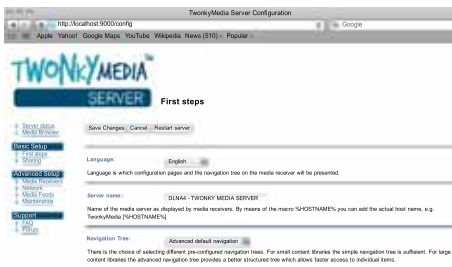 TwonkyMedia Server Configuration
http://localhost:9000/config
Google
Apple Yahoo! Google Maps YouTube Wikipedia News (510) Popular
TWONKYMEDIA™
SERVER
First steps
Server status
Media Browser
Save Changes Cancel Restart server
Basic Setup
First steps
Sharing
Language:
English
Language is which configuration pages and the navigation tree on the media receiver will be presented.
Advanced Setup
Media Receivers
Network
Media Foods
Maintenance
Server name::
DLNA4 - TWONKY MEDIA SERVER
Name of the media server as displayed by media receivers. By means of the macro %HOSTNAME% you can add the actual host name, e.g.
TwonkyMedia [%HOSTNAME%]
Support
FAQ
Forum
Navigation Tree:
Advanced default navigation
There is the choice of selecting different pre-configured navigation trees. For small content libraries the simple navigation tree is suffieient. For large
content libraries the advanced navigation tree provides a better structured tree which allows faster access to individual items.